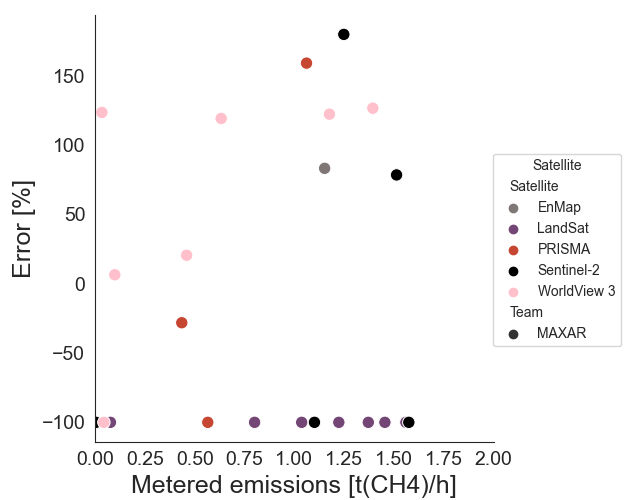 150
100
50
0
−50
−100
Error [%]
0.00 0.25 0.50 0.75 1.00 1.25 1.50 1.75 2.00
Metered emissions [t(CH4)/h]
Satellite
Satellite
EnMap
LandSat
PRISMA
Sentinel-2
WorldView 3
Team
MAXAR